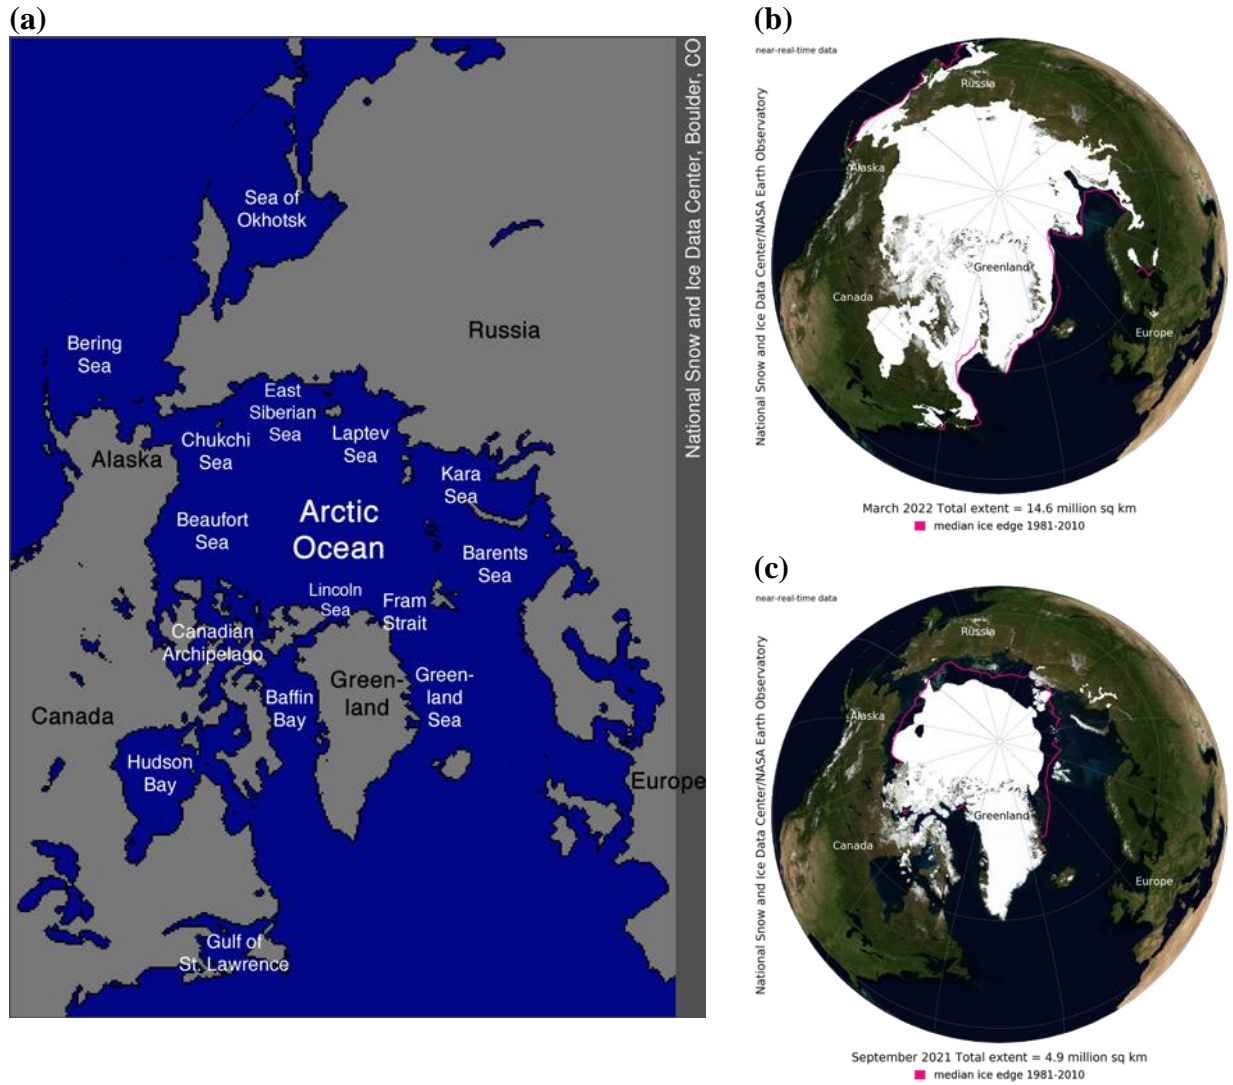 (a)
National Snow and Ice Data Center, Boulder, CO
Sea of
Okhotsk
Russia
Bering
Sea
East
Siberian
Sea
Laptev
Sea
Chukchi
Sea
Alaska
Kara
Sea
Beaufort
Sea
Arctic
Ocean
Barents
Sea
Lincoln
Sea
Fram
Strait
Canadian
Archipelago
Green-
land
Green-
land
Sea
Baffin
Bay
Canada
Hudson
Bay
Europe
Gulf of
St. Lawrence
(b)
near-real-time data
National Snow and Ice Data Center/NASA Earth Observatory
Russia
Alaska
Greenland
Canada
Europe
March 2022 Total extent = 14.6 million sq km
median ice edge 1981-2010
(c)
near-real-time data
National Snow and Ice Data Center/NASA Earth Observatory
Russia
Alaska
Greenland
Canada
Europe
September 2021 Total extent = 4.9 million sq km
median ice edge 1981-2010